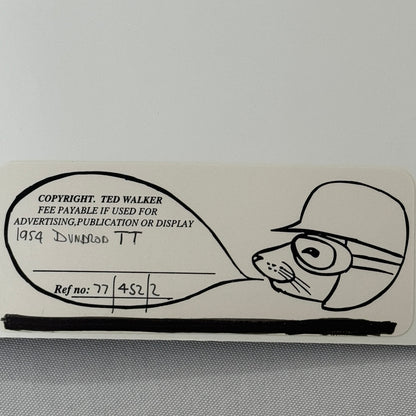 COPYRIGHT. TED WALKER
FEE PAYABLE IF USED FOR
ADVERTISING,PUBLICATION OR DISPLAY
1954 DUNDROD TT
Ref no: 77/452/2